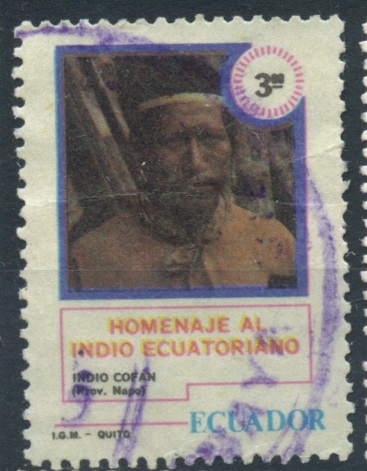 3.00
HOMENAJE AL
INDIO ECUATORIANO
INDIO COFAN
(Prov. Napo)
ECUADOR
I.G.M. - QUITO